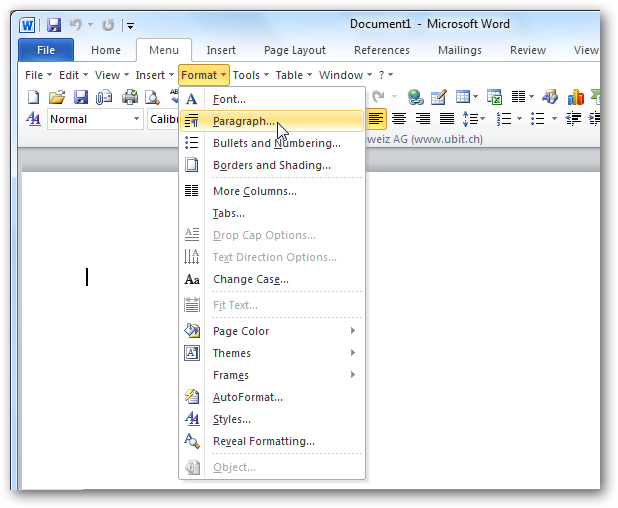 Document1 - Microsoft Word
File Home Menu Insert Page Layout References Mailings Review View
File Edit View Insert Format Tools Table Window ?
Normal Calibr
weiz AG (www.ubit.ch)
Font...
Paragraph...
Bullets and Numbering...
Borders and Shading...
More Columns...
Tabs...
Drop Cap Options...
Text Direction Options...
Aa Change Case...
Fit Text...
Page Color
Themes
Frames
AutoFormat...
Styles...
Reveal Formatting...
Object...